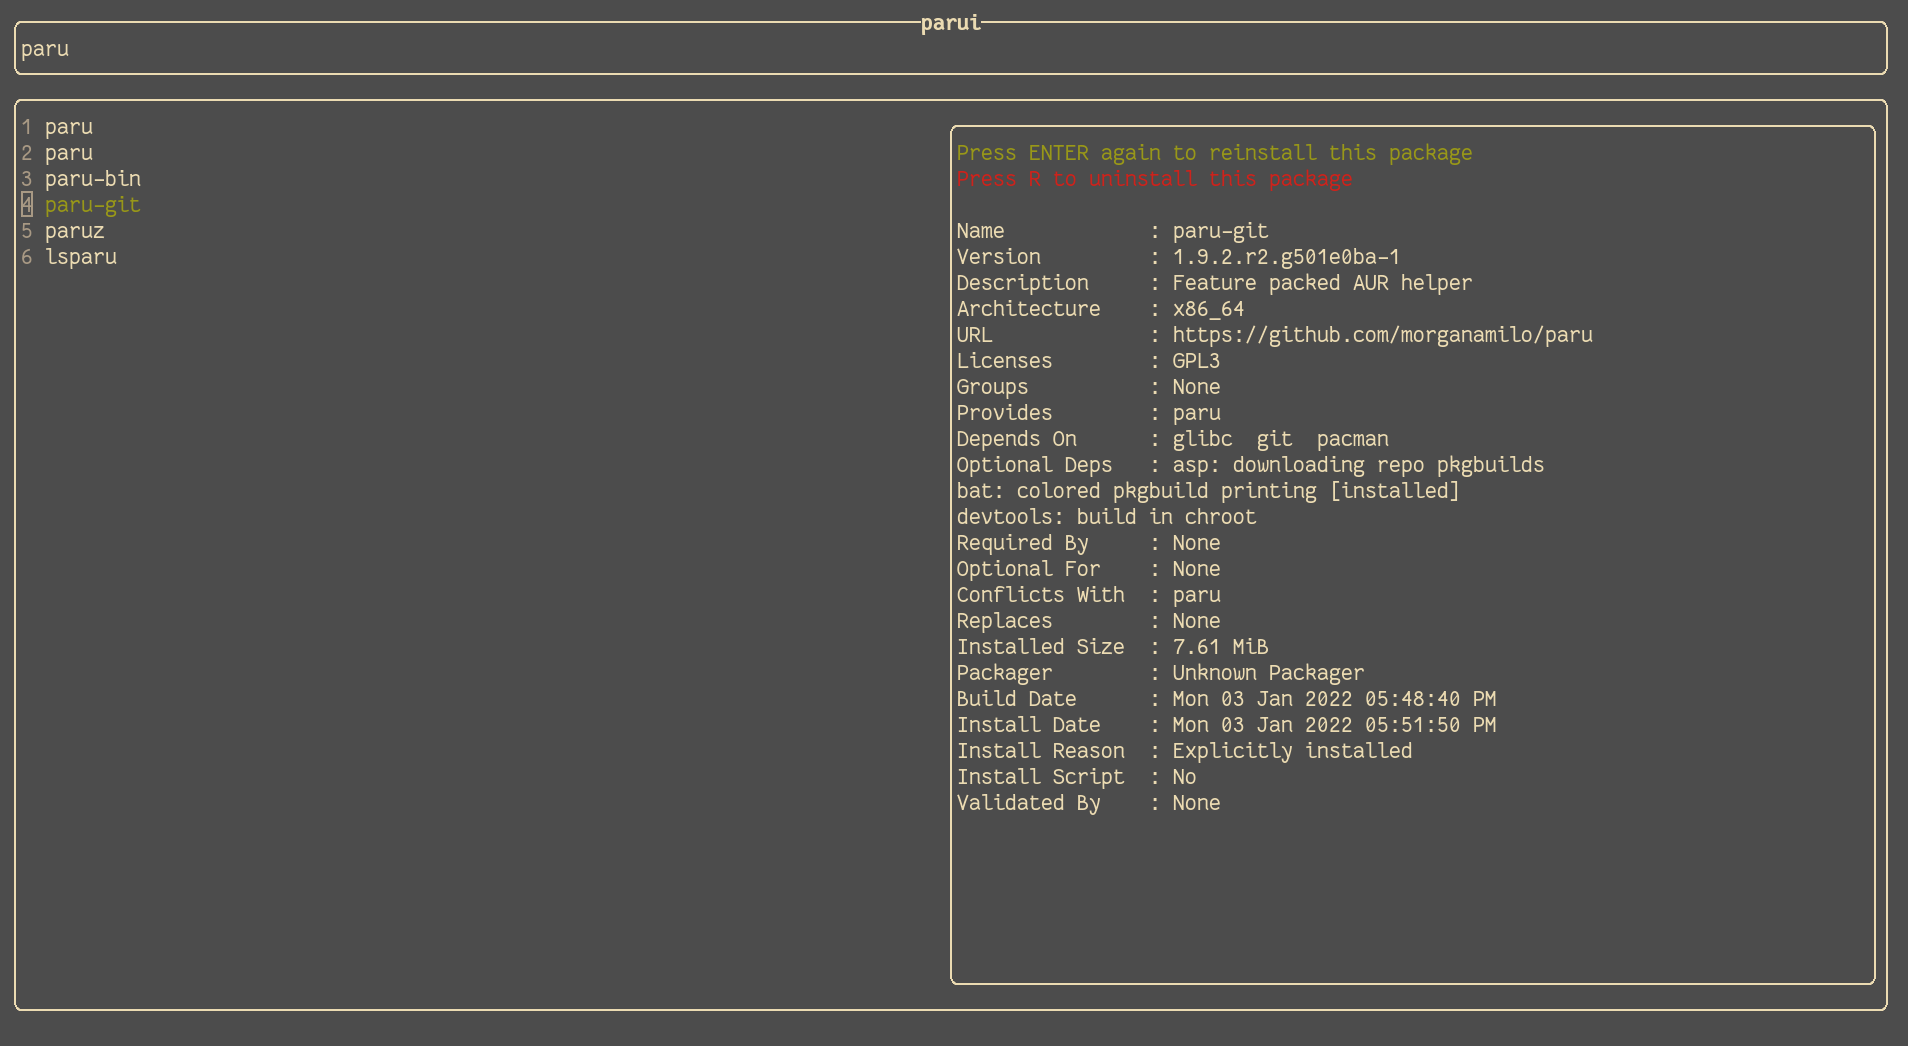 parui
paru
1 paru
2 paru
3 paru-bin
4 paru-git
5 paruz
6 lsparu
Press ENTER again to reinstall this package
Press R to uninstall this package
Name            : paru-git
Version         : 1.9.2.r2.g501e0ba-1
Description     : Feature packed AUR helper
Architecture    : x86_64
URL             : https://github.com/morganamilo/paru
Licenses        : GPL3
Groups          : None
Provides        : paru
Depends On      : glibc  git  pacman
Optional Deps   : asp: downloading repo pkgbuilds
bat: colored pkgbuild printing [installed]
devtools: build in chroot
Required By     : None
Optional For    : None
Conflicts With  : paru
Replaces        : None
Installed Size  : 7.61 MiB
Packager        : Unknown Packager
Build Date      : Mon 03 Jan 2022 05:48:40 PM
Install Date    : Mon 03 Jan 2022 05:51:50 PM
Install Reason  : Explicitly installed
Install Script  : No
Validated By    : None